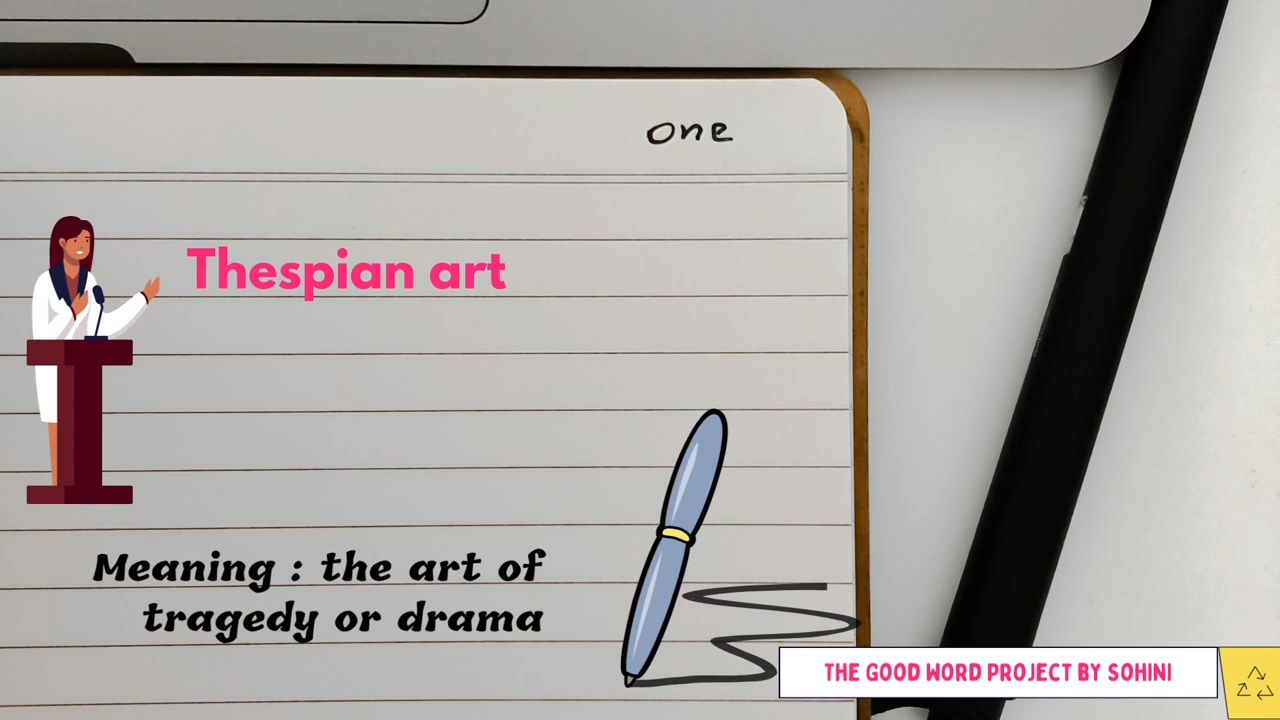 one
Thespian art
Meaning : the art of
tragedy or drama
THE GOOD WORD PROJECT BY SOHINI